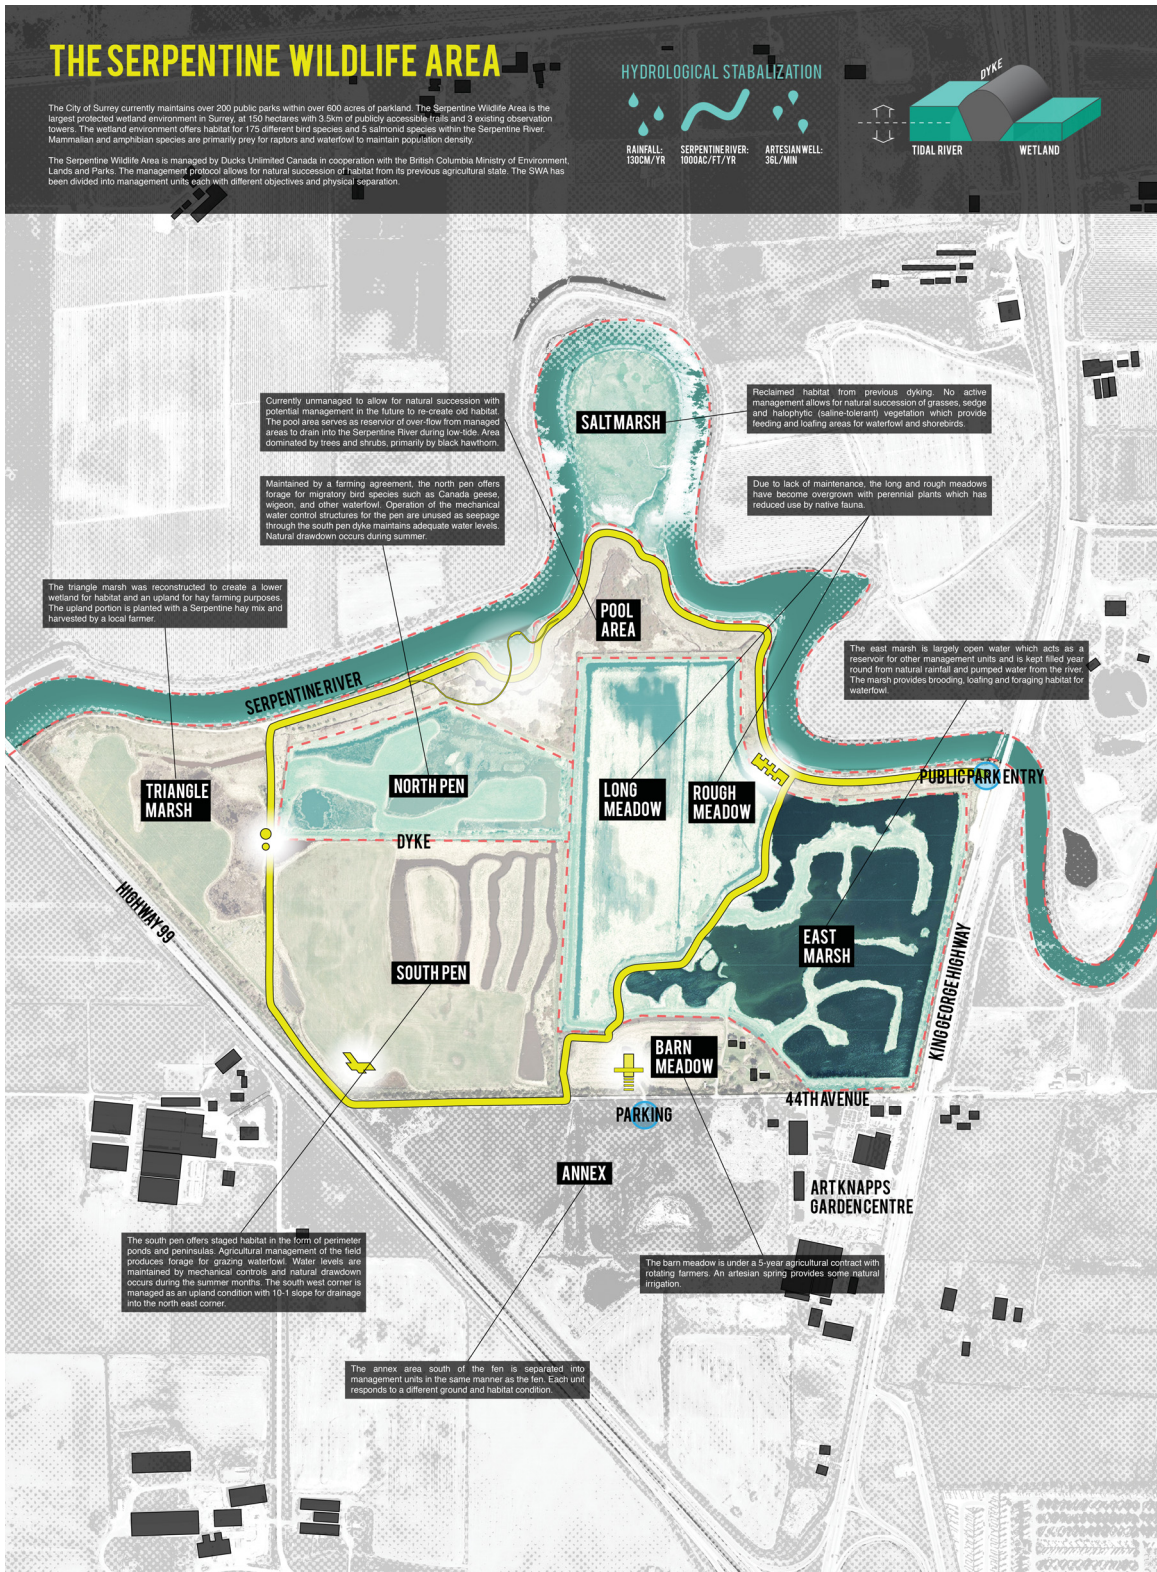 THE SERPENTINE WILDLIFE AREA
The City of Surrey currently maintains over 200 public parks within over 600 acres of parkland. The Serpentine Wildlife Area is the
largest protected wetland environment in Surrey, at 150 hectares with 3.5km of publicly accessible trails and 3 existing observation
towers. The wetland environment offers habitat for 175 different bird species and 5 salmonid species within the Serpentine River.
Mammalian and amphibian species are primarily prey for raptors and waterfowl to maintain population density.
The Serpentine Wildlife Area is managed by Ducks Unlimited Canada in cooperation with the British Columbia Ministry of Environment,
Lands and Parks. The management protocol allows for natural succession of habitat from its previous agricultural state. The SWA has
been divided into management units each with different objectives and physical separation.
HYDROLOGICAL STABALIZATION
RAINFALL:
130CM/YR
SERPENTINE RIVER:
1000AC/FT/YR
ARTESIAN WELL:
36L/MIN
DYKE
TIDAL RIVER
WETLAND
Currently unmanaged to allow for natural succession with
potential management in the future to re-create old habitat.
The pool area serves as reservior of over-flow from managed
areas to drain into the Serpentine River during low-tide. Area
dominated by trees and shrubs, primarily by black hawthorn.
SALT MARSH
Reclaimed habitat from previous dyking. No active
management allows for natural succession of grasses, sedge
and halophytic (saline-tolerant) vegetation which provide
feeding and loafing areas for waterfowl and shorebirds.
Maintained by a farming agreement, the north pen offers
forage for migratory bird species such as Canada geese,
wigeon, and other waterfowl. Operation of the mechanical
water control structures for the pen are unused as seepage
through the south pen dyke maintains adequate water levels.
Natural drawdown occurs during summer.
Due to lack of maintenance, the long and rough meadows
have become overgrown with perennial plants which has
reduced use by native fauna.
The triangle marsh was reconstructed to create a lower
wetland for habitat and an upland for hay farming purposes.
The upland portion is planted with a Serpentine hay mix and
harvested by a local farmer.
POOL
AREA
The east marsh is largely open water which acts as a
reservoir for other management units and is kept filled year
round from natural rainfall and pumped water from the river.
The marsh provides brooding, loafing and foraging habitat for
waterfowl.
SERPENTINE RIVER
TRIANGLE
MARSH
NORTH PEN
LONG
MEADOW
ROUGH
MEADOW
PUBLIC PARK ENTRY
DYKE
HIGHWAY 99
SOUTH PEN
EAST
MARSH
KING GEORGE HIGHWAY
BARN
MEADOW
44TH AVENUE
PARKING
ANNEX
ART KNAPPS
GARDEN CENTRE
The south pen offers staged habitat in the form of perimeter
ponds and peninsulas. Agricultural management of the field
produces forage for grazing waterfowl. Water levels are
maintained by mechanical controls and natural drawdown
occurs during the summer months. The south west corner is
managed as an upland condition with 10-1 slope for drainage
into the north east corner.
The barn meadow is under a 5-year agricultural contract with
rotating farmers. An artesian spring provides some natural
irrigation.
The annex area south of the fen is separated into
management units in the same manner as the fen. Each unit
responds to a different ground and habitat condition.